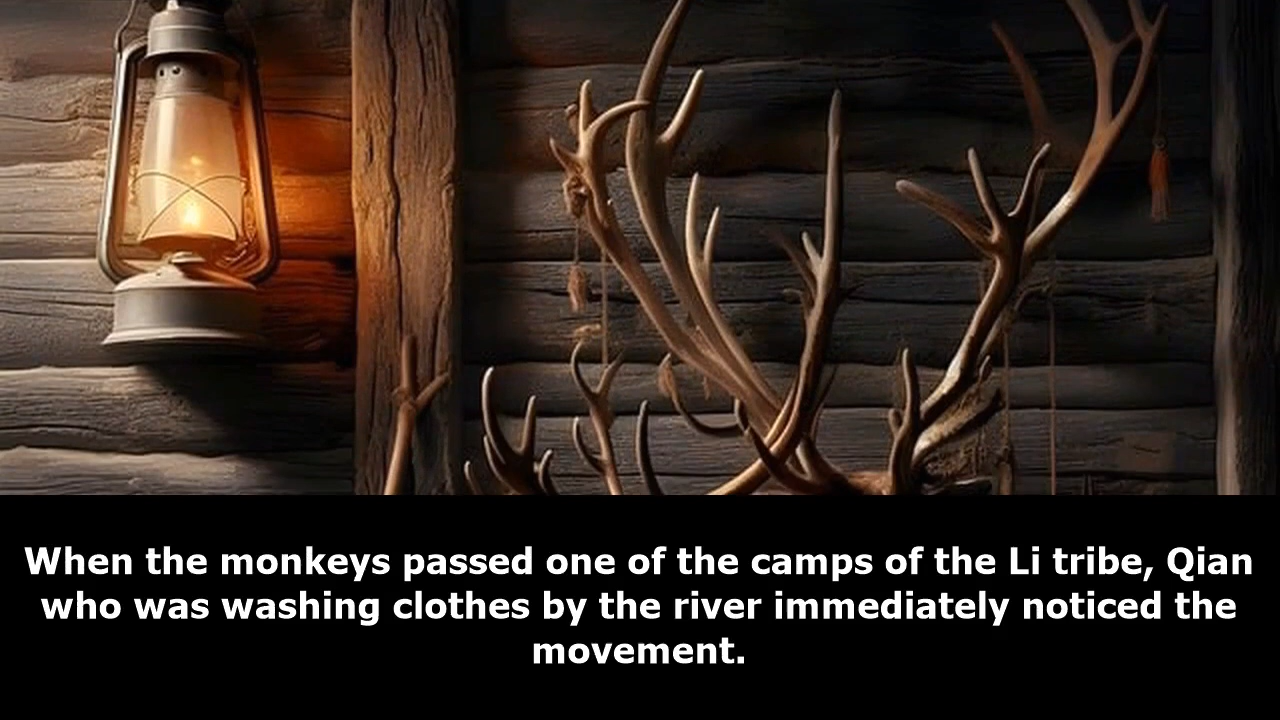 When the monkeys passed one of the camps of the Li tribe, Qian
who was washing clothes by the river immediately noticed the
movement.